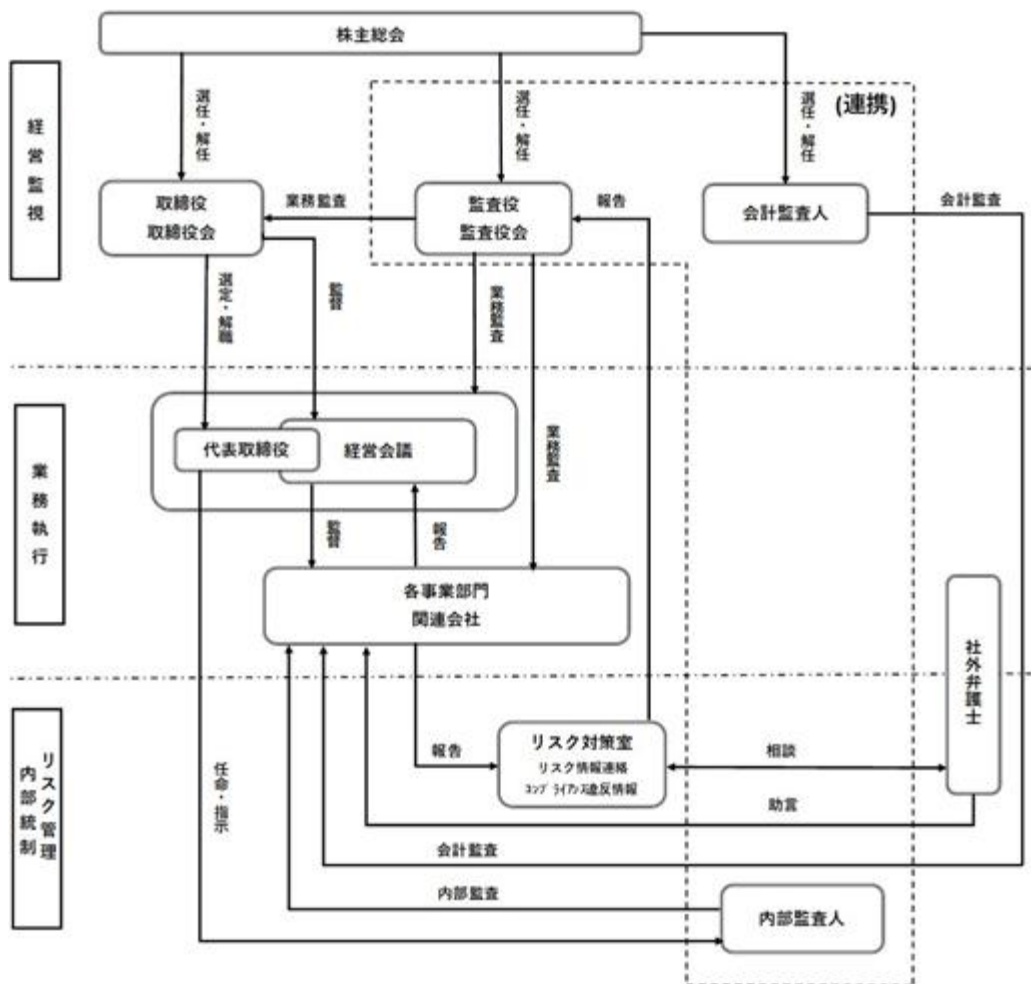 株主総会
経営監視
選任・解任
選任・解任
選任・解任
(連携)
取締役
取締役会
業務監査
監査役
監査役会
報告
会計監査人
会計監査
選定・解職
監督
業務監査
業務執行
代表取締役
経営会議
業務監査
監督
報告
各事業部門
関連会社
社外弁護士
リスク管理
内部統制
任命・指示
報告
リスク対策室
リスク情報連絡
コンプライアンス違反情報
相談
助言
会計監査
内部監査
内部監査人